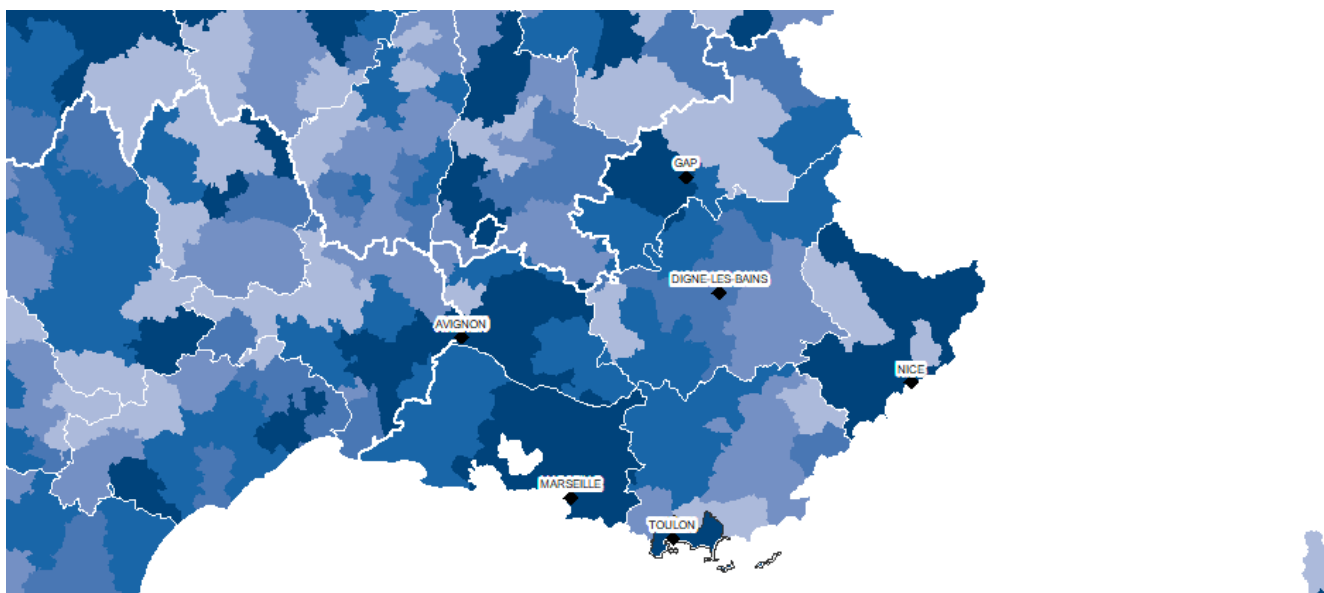 GAP
DIGNE-LES-BAINS
AVIGNON
NICE
MARSEILLE
TOULON